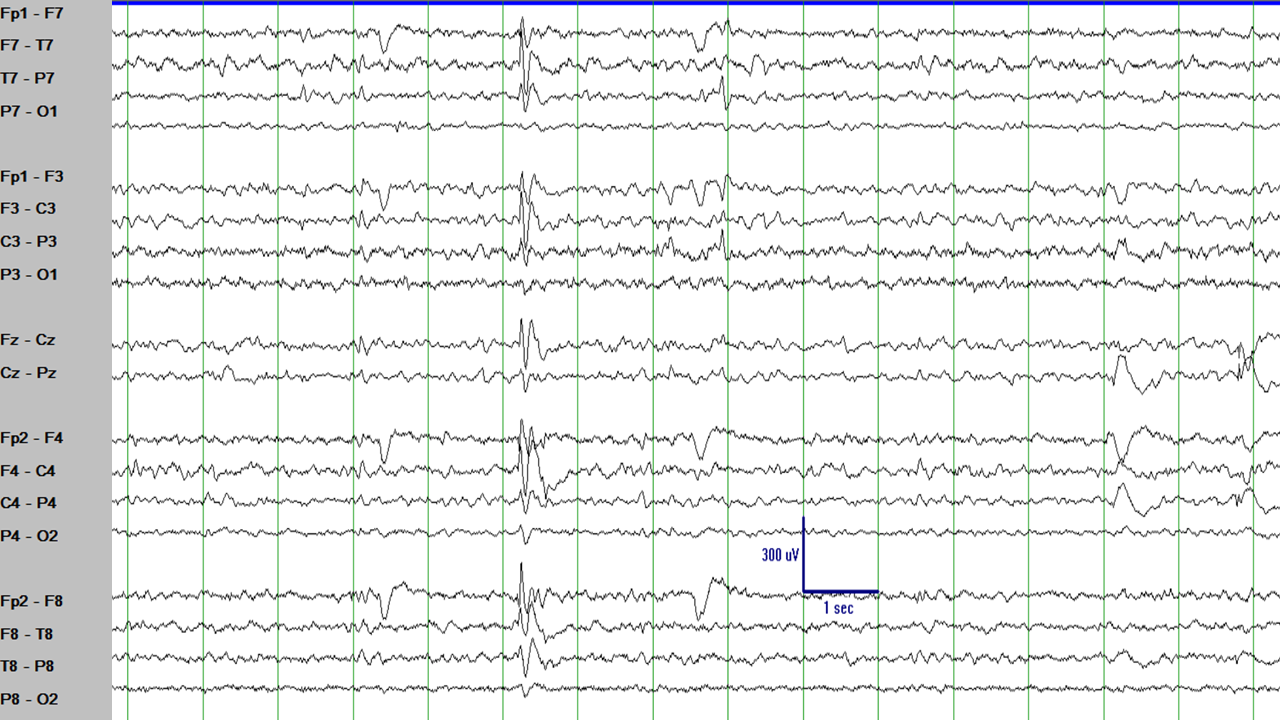 Fp1 - F7
F7 - T7
T7 - P7
P7 - O1
Fp1 - F3
F3 - C3
C3 - P3
P3 - O1
Fz - Cz
Cz - Pz
Fp2 - F4
F4 - C4
C4 - P4
P4 - O2
300 uV
1 sec
Fp2 - F8
F8 - T8
T8 - P8
P8 - O2